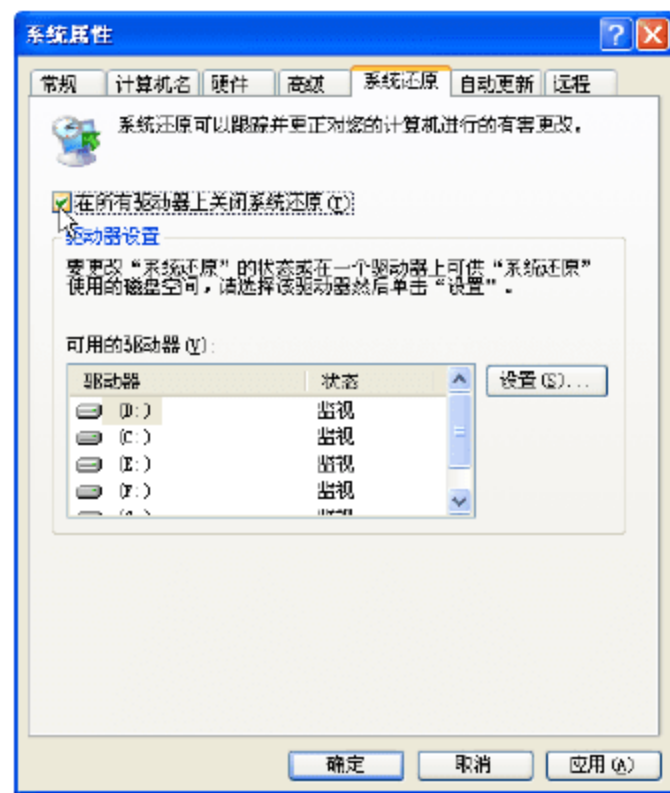 系统属性
常规 计算机名 硬件 高级 系统还原 自动更新 远程
系统还原可以跟踪并更正对您的计算机进行的有害更改。
在所有驱动器上关闭系统还原(T)
驱动器设置
要更改“系统还原”的状态或在一个驱动器上可供“系统还原”
使用的磁盘空间，请选择该驱动器然后单击“设置”。
可用的驱动器(V):
驱动器 状态
(D:) 监视
(C:) 监视
(E:) 监视
(F:) 监视
设置(S)...
确定 取消 应用(A)